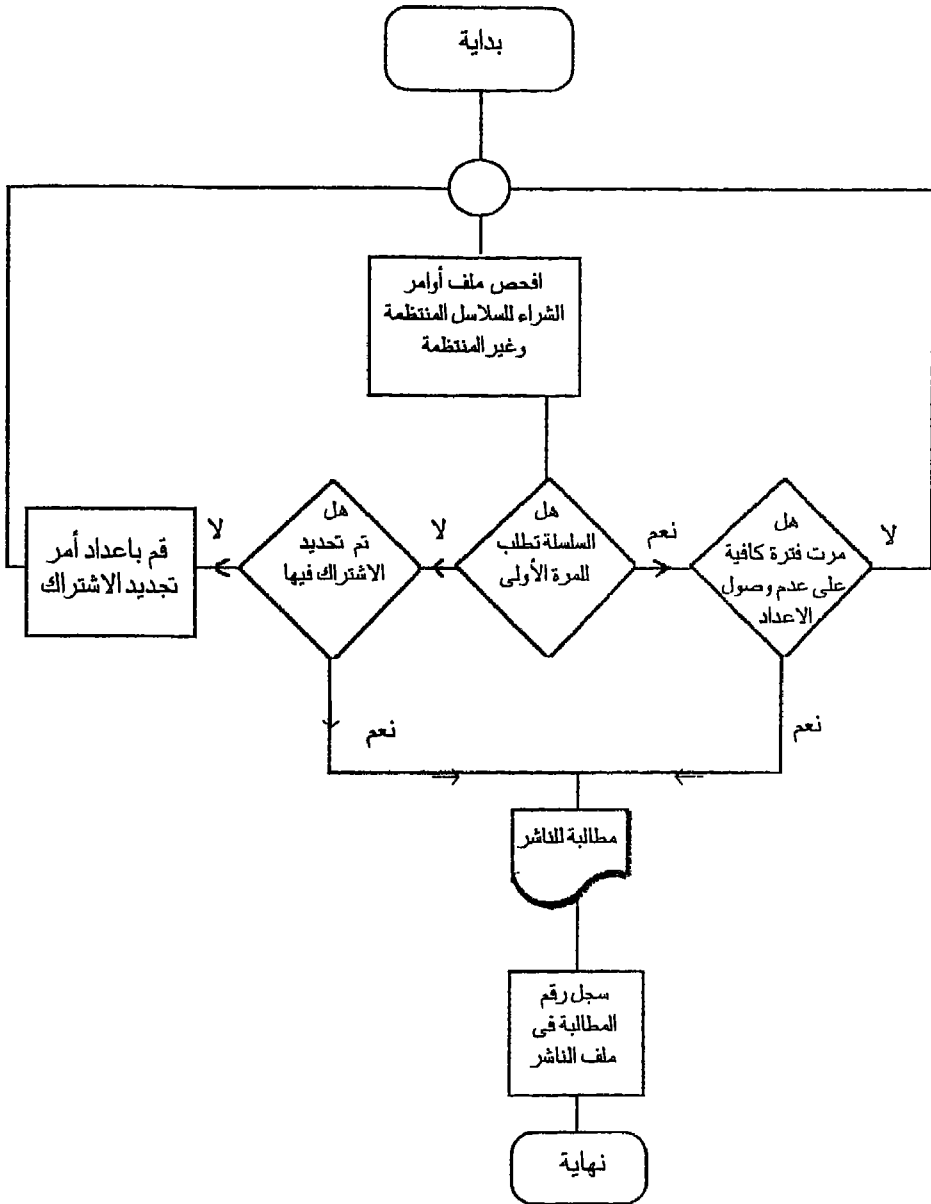 بداية
افحص ملف أوامر
الشراء للسلاسل المنتظمة
وغير المنتظمة
هل
السلسلة تطلب
للمرة الأولى
نعم
لا
هل
مرت فترة كافية
على عدم وصول
الاعداد
لا
نعم
هل
تم تحديد
الاشتراك فيها
لا
نعم
قم باعداد أمر
تجديد الاشتراك
مطالبة للناشر
سجل رقم
المطالبة فى
ملف الناشر
نهاية